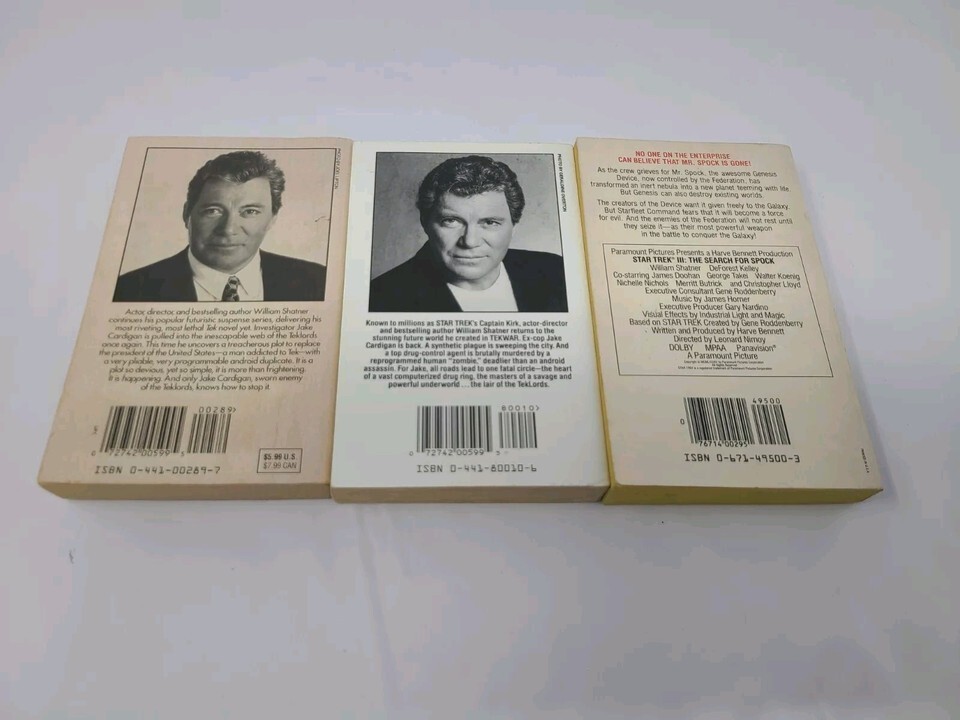 Actor, director, and bestselling author William Shatner
continues his popular futuristic suspense series, delivering his
most riveting, most lethal Tek novel yet. Investigator Jake
Cardigan is pulled into the inescapable web of the Teklords
once again. This time he uncovers a treacherous plot to replace
the president of the United States—a man addicted to Tek—with
a very pliable, very programmable android duplicate. It is a
plot so devious, yet so simple, it is more than frightening.
It is happening. And only Jake Cardigan, sworn enemy
of the Teklords, knows how to stop it.
00289>
0 72742 00599 5
$5.99 U.S.
$7.99 CAN
ISBN 0-441-00289-7
Known to millions as STAR TREK's Captain Kirk, actor-director
and bestselling author William Shatner returns to the
stunning future world he created in TEKWAR. Ex-cop Jake
Cardigan is back. A synthetic plague is sweeping the city. And
a top drug-control agent is brutally murdered by a
reprogrammed human "zombie," deadlier than an android
assassin. For Jake, all roads lead to one fatal circle—the heart
of a vast computerized drug ring, the masters of a savage and
powerful underworld ... the lair of the TekLords.
80010>
0 72742 00599 5
ISBN 0-441-80010-6
NO ONE ON THE ENTERPRISE
CAN BELIEVE THAT MR. SPOCK IS GONE!
As the crew grieves for Mr. Spock, the awesome Genesis
Device, now controlled by the Federation, has
transformed an inert nebula into a new planet teeming with life.
But Genesis can also destroy existing worlds.
The creators of the Device want it given freely to the Galaxy.
But Starfleet Command fears that it will become a force
for evil. And the enemies of the Federation will not rest until
they seize it—as their most powerful weapon
in the battle to conquer the Galaxy!
Paramount Pictures Presents a Harve Bennett Production
STAR TREK® III: THE SEARCH FOR SPOCK
William Shatner DeForest Kelley
Co-starring James Doohan George Takei Walter Koenig
Nichelle Nichols Merritt Butrick and Christopher Lloyd
Executive Consultant Gene Roddenberry
Music by James Horner
Executive Producer Gary Nardino
Visual Effects by Industrial Light and Magic
Based on STAR TREK Created by Gene Roddenberry
Written and Produced by Harve Bennett
Directed by Leonard Nimoy
DOLBY MPAA Panavision®
A Paramount Picture
49500
0
76714 00295
ISBN 0-671-49500-3